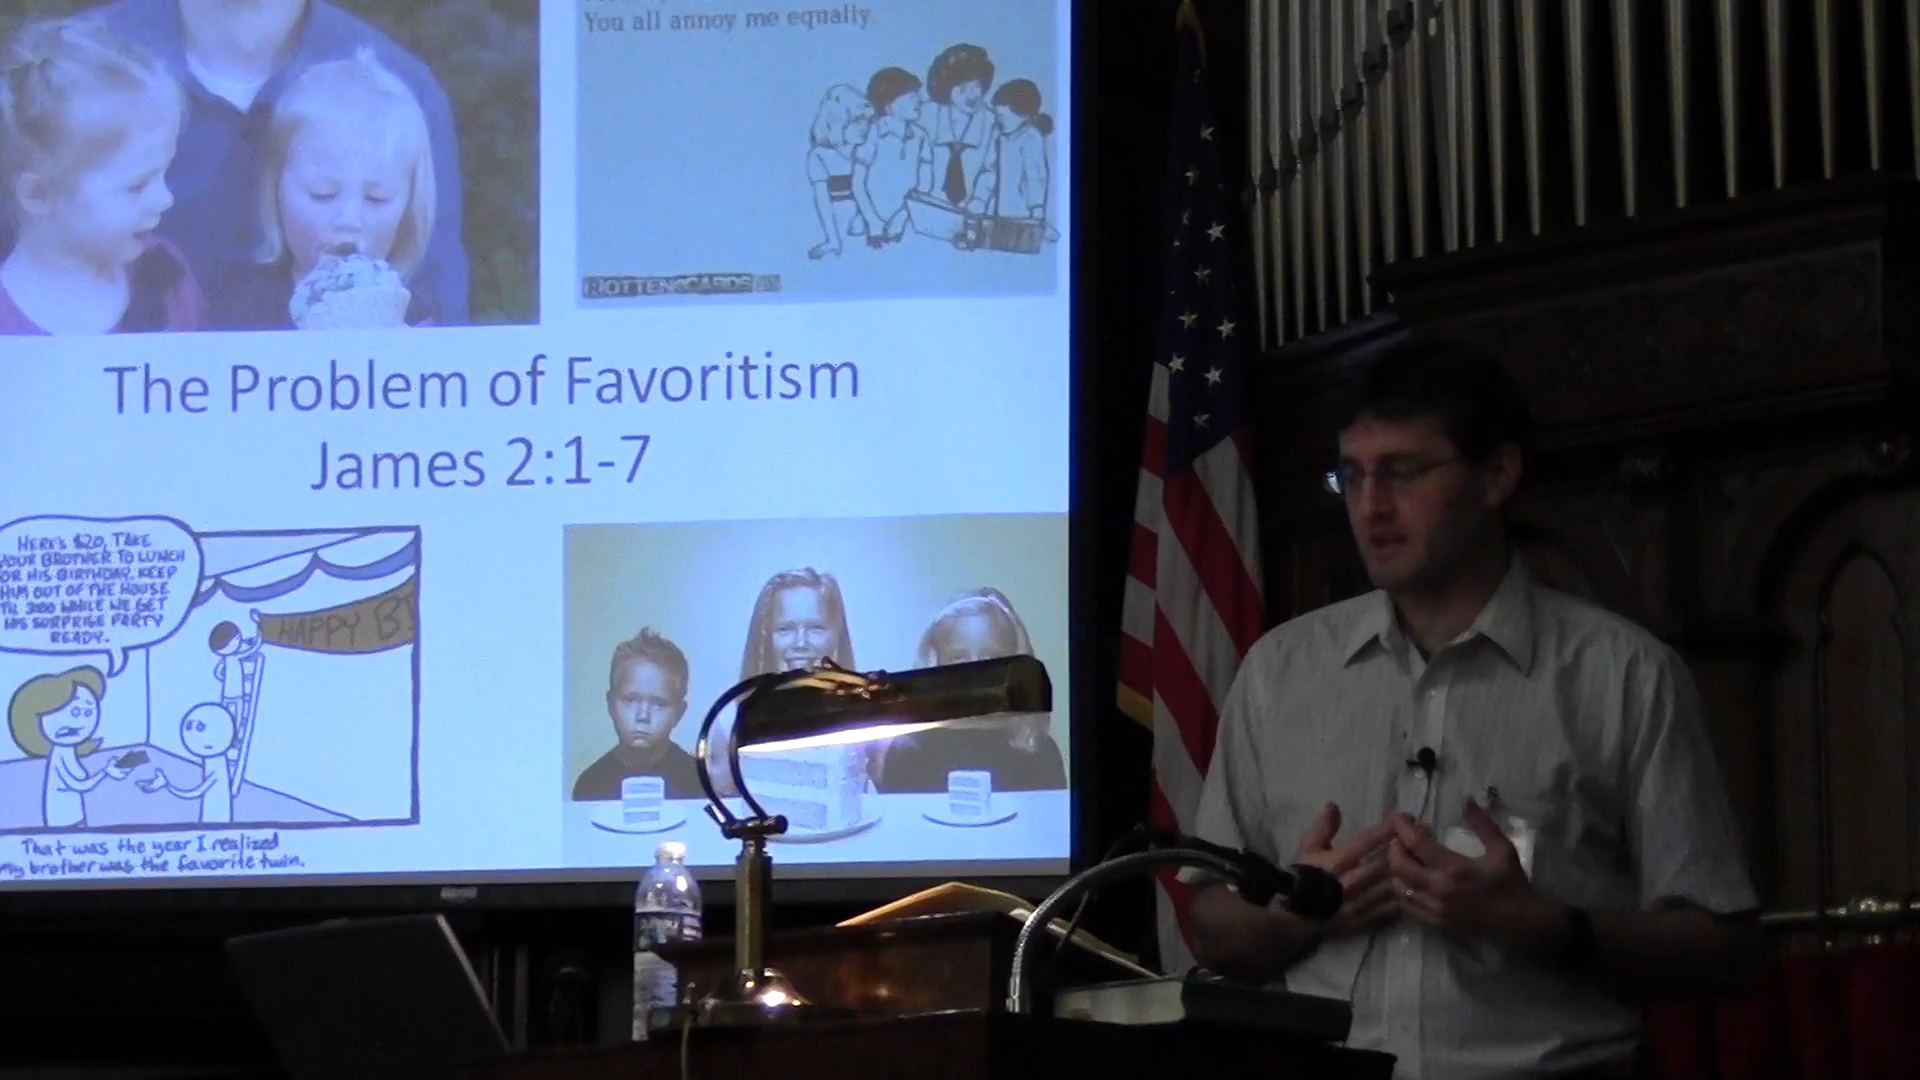 You all annoy me equally.
ROTTENeCARDS
The Problem of Favoritism
James 2:1-7
HERE'S $20, TAKE
YOUR BROTHER TO LUNCH
FOR HIS BIRTHDAY. KEEP
HIM OUT OF THE HOUSE
TIL 3:00 WHILE WE GET
HIS SURPRISE PARTY
READY.
HAPPY BI
That was the year I realized
my brother was the favorite twin.